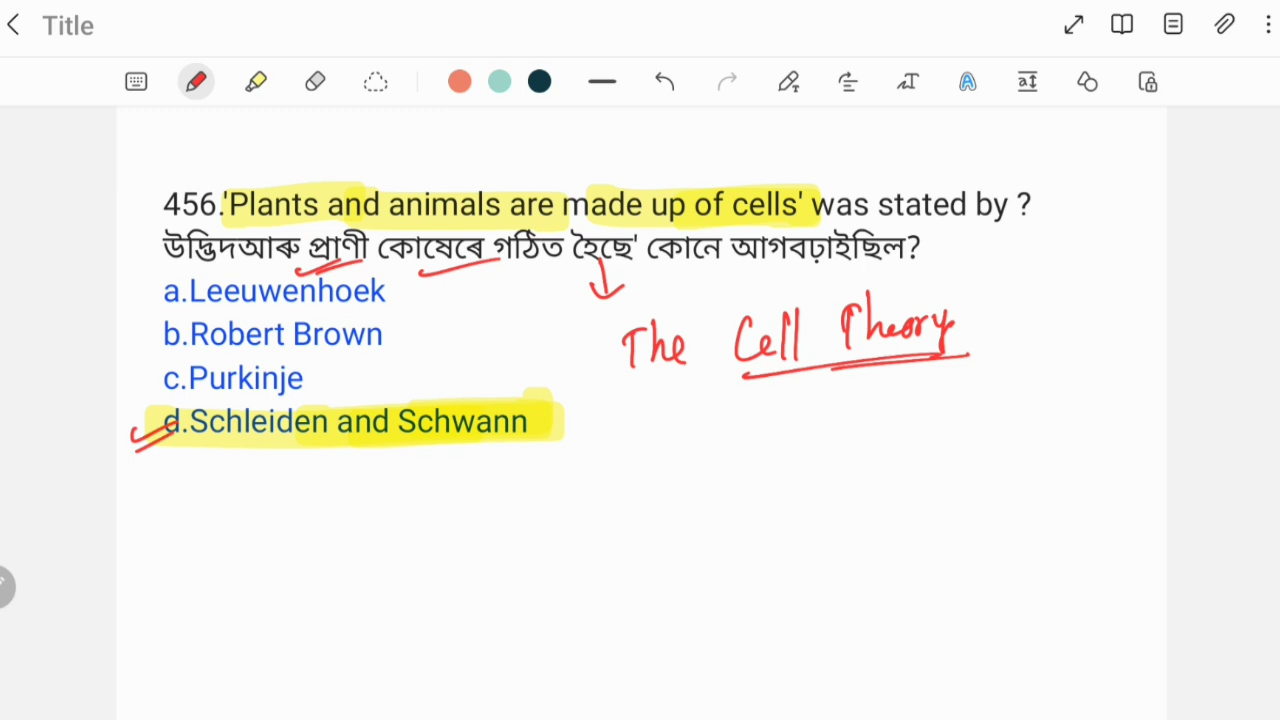 Title
456.'Plants and animals are made up of cells' was stated by ?
উদ্ভিদআৰু প্ৰাণী কোষেৰে গঠিত হৈছে' কোনে আগবঢ়াইছিল?
a.Leeuwenhoek
b.Robert Brown
The Cell Theory
c.Purkinje
d.Schleiden and Schwann